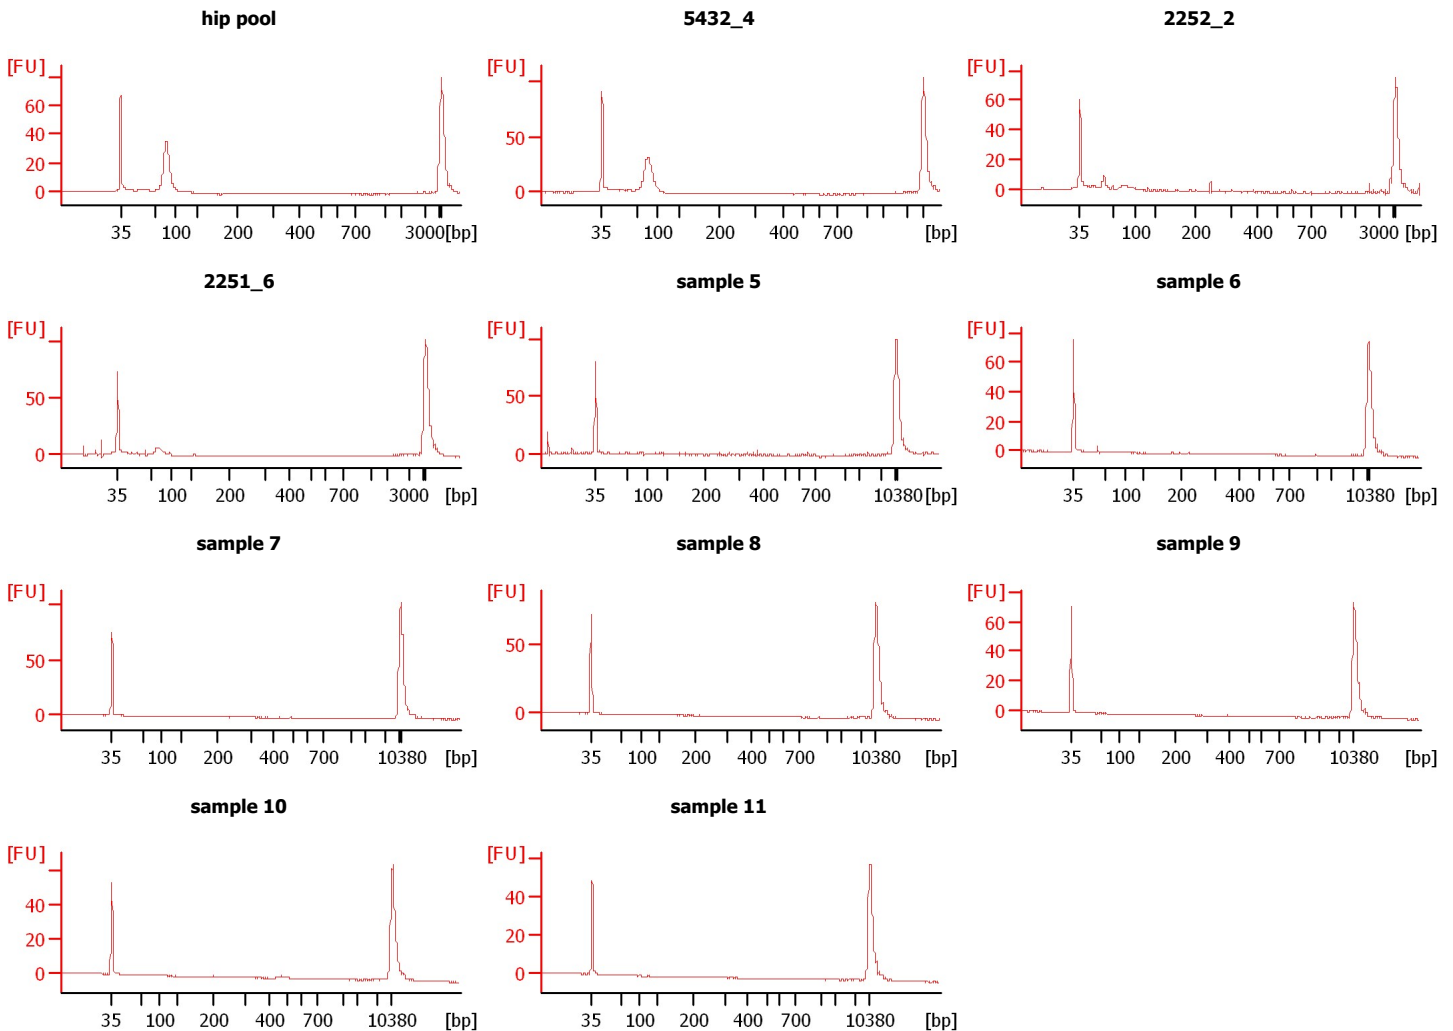 hip pool 5432_4 2252_2
[FU] [FU] [FU]
60 40 20 0
50 0
60 40 20 0
35 100 200 400 700 3000 [bp]
35 100 200 400 700 [bp]
35 100 200 400 700 3000 [bp]
2251_6 sample 5 sample 6
[FU] [FU] [FU]
50 0
50 0
60 40 20 0
35 100 200 400 700 3000 [bp]
35 100 200 400 700 10380 [bp]
35 100 200 400 700 10380 [bp]
sample 7 sample 8 sample 9
[FU] [FU] [FU]
50 0
50 0
60 40 20 0
35 100 200 400 700 10380 [bp]
35 100 200 400 700 10380 [bp]
35 100 200 400 700 10380 [bp]
sample 10 sample 11
[FU] [FU]
40 20 0
40 20 0
35 100 200 400 700 10380 [bp]
35 100 200 400 700 10380 [bp]